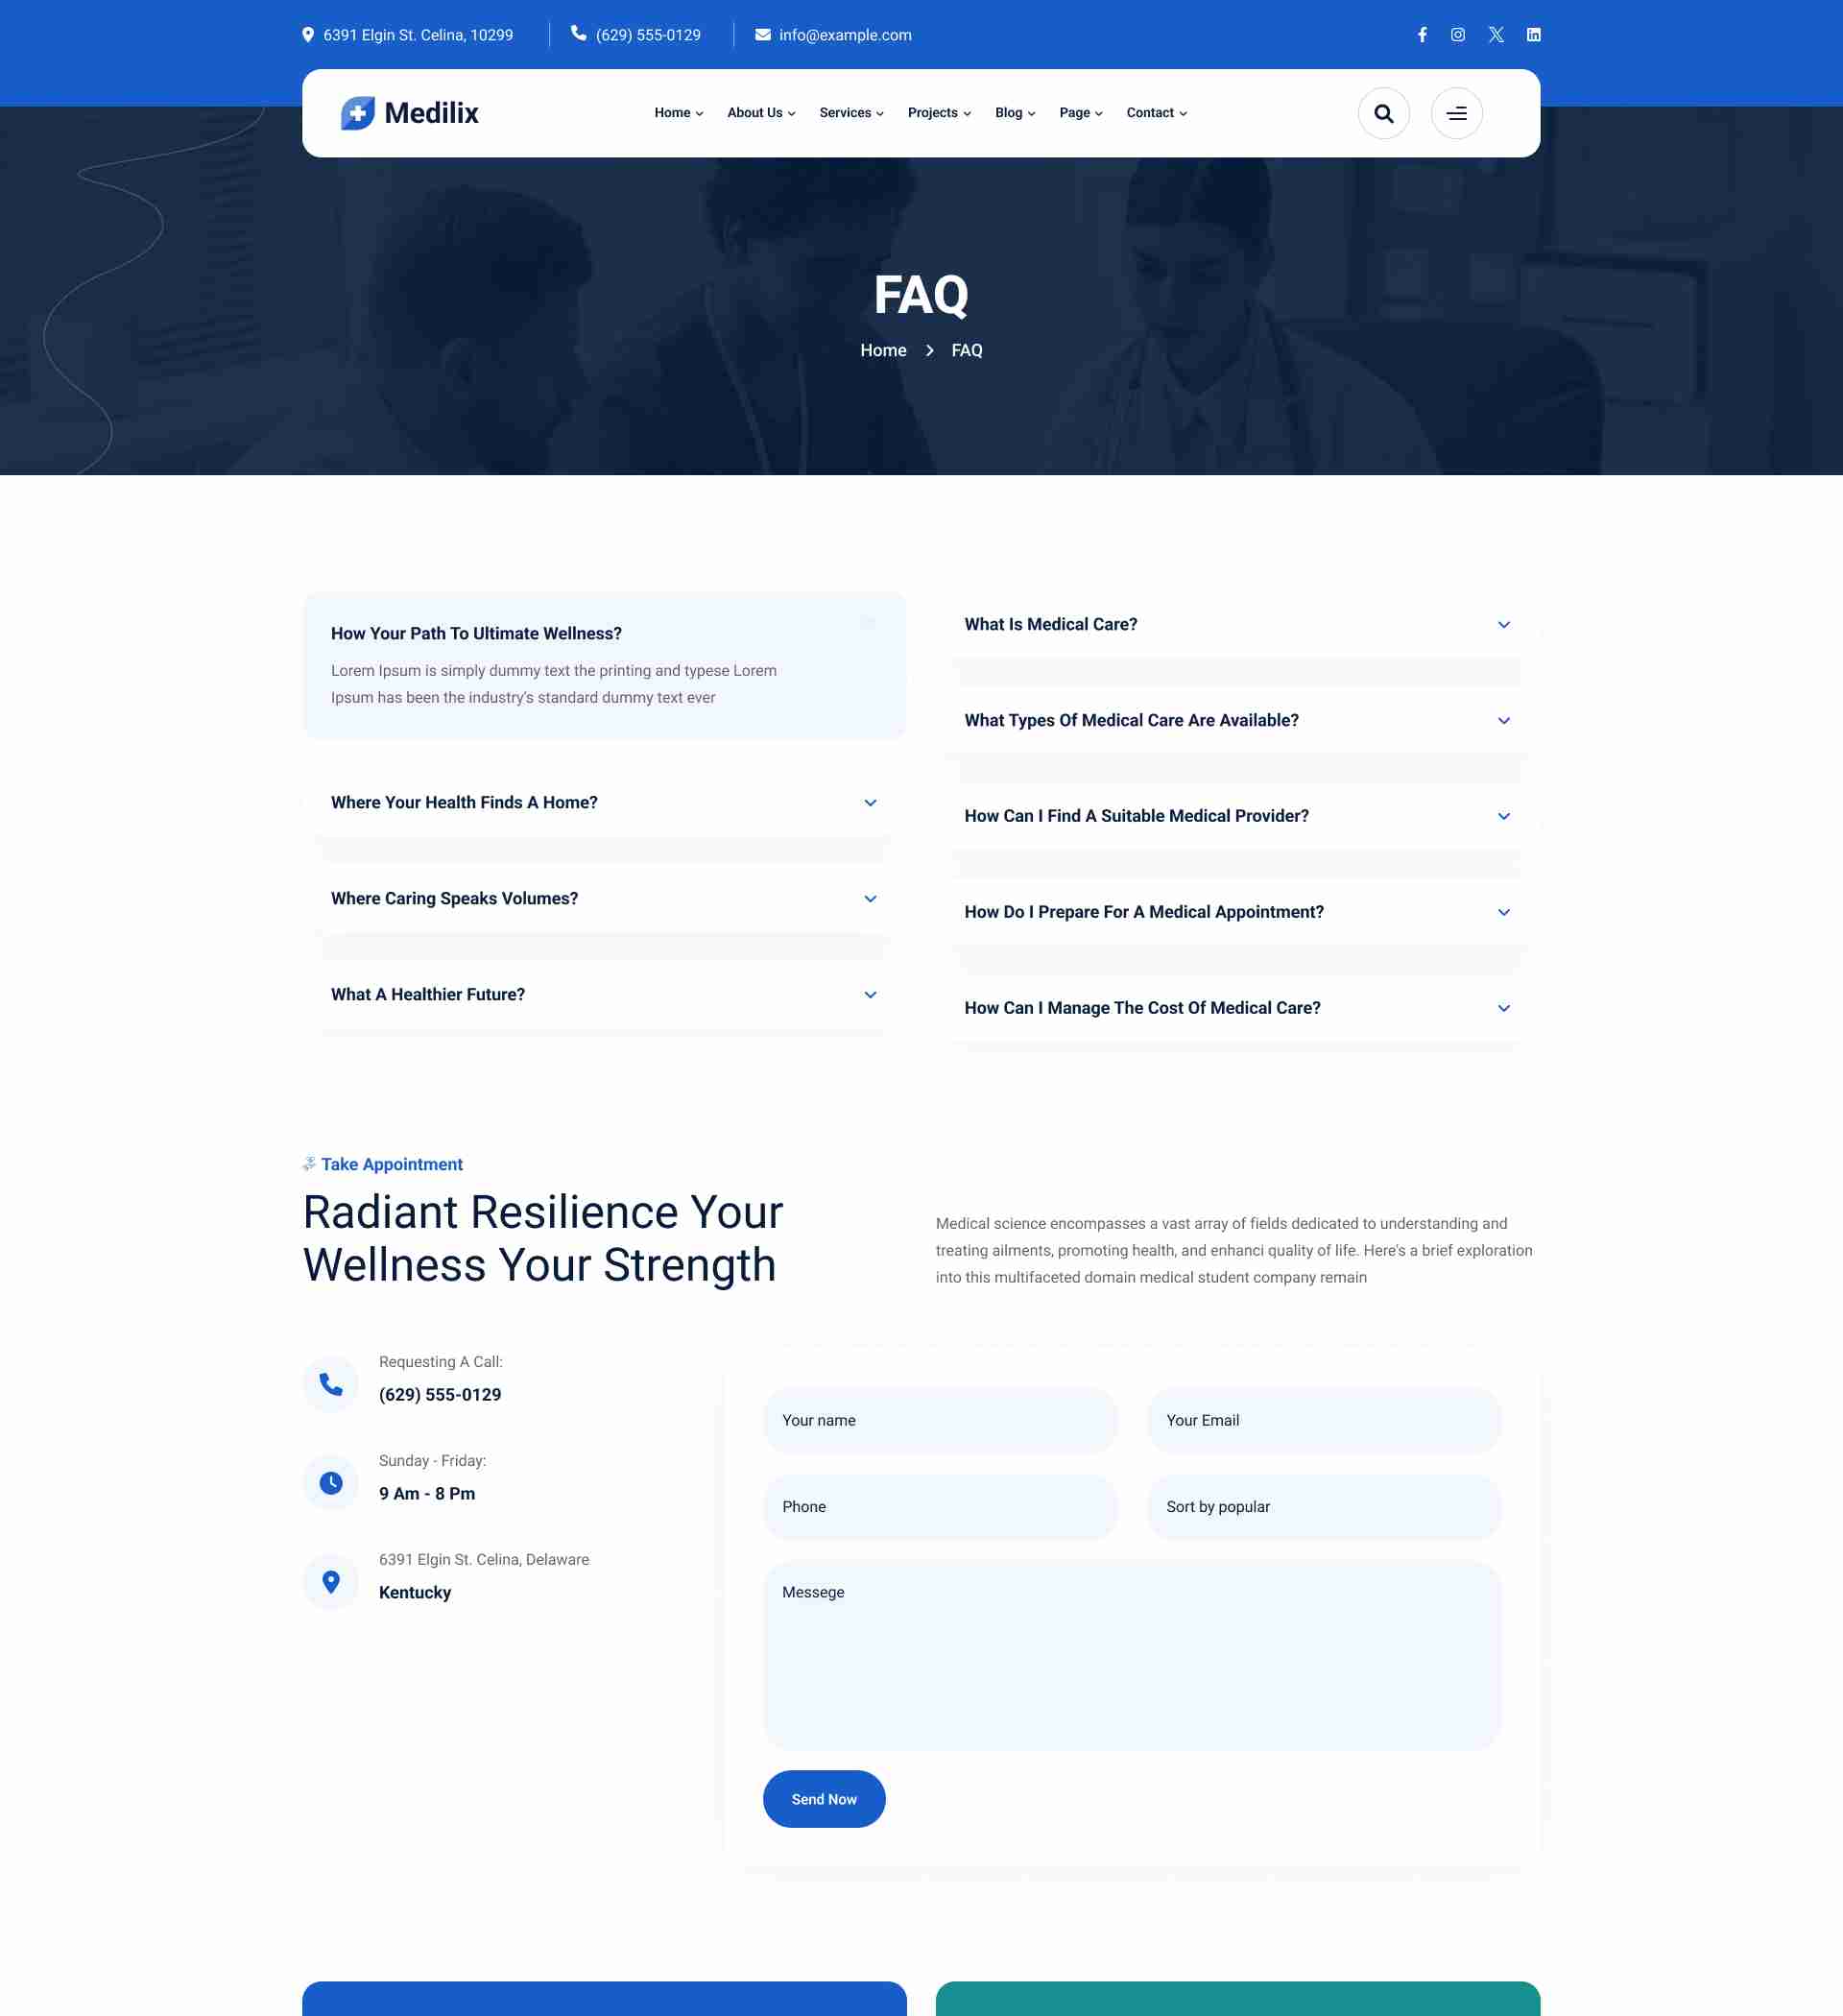 6391 Elgin St. Celina, 10299
(629) 555-0129
info@example.com
Medilix
Home
About Us
Services
Projects
Blog
Page
Contact
FAQ
Home
FAQ
How Your Path To Ultimate Wellness?
Lorem Ipsum is simply dummy text the printing and typese Lorem
Ipsum has been the industry's standard dummy text ever
Where Your Health Finds A Home?
Where Caring Speaks Volumes?
What A Healthier Future?
What Is Medical Care?
What Types Of Medical Care Are Available?
How Can I Find A Suitable Medical Provider?
How Do I Prepare For A Medical Appointment?
How Can I Manage The Cost Of Medical Care?
Take Appointment
Radiant Resilience Your
Wellness Your Strength
Medical science encompasses a vast array of fields dedicated to understanding and
treating ailments, promoting health, and enhanci quality of life. Here's a brief exploration
into this multifaceted domain medical student company remain
Requesting A Call:
(629) 555-0129
Sunday - Friday:
9 Am - 8 Pm
6391 Elgin St. Celina, Delaware
Kentucky
Your name
Your Email
Phone
Sort by popular
Messege
Send Now